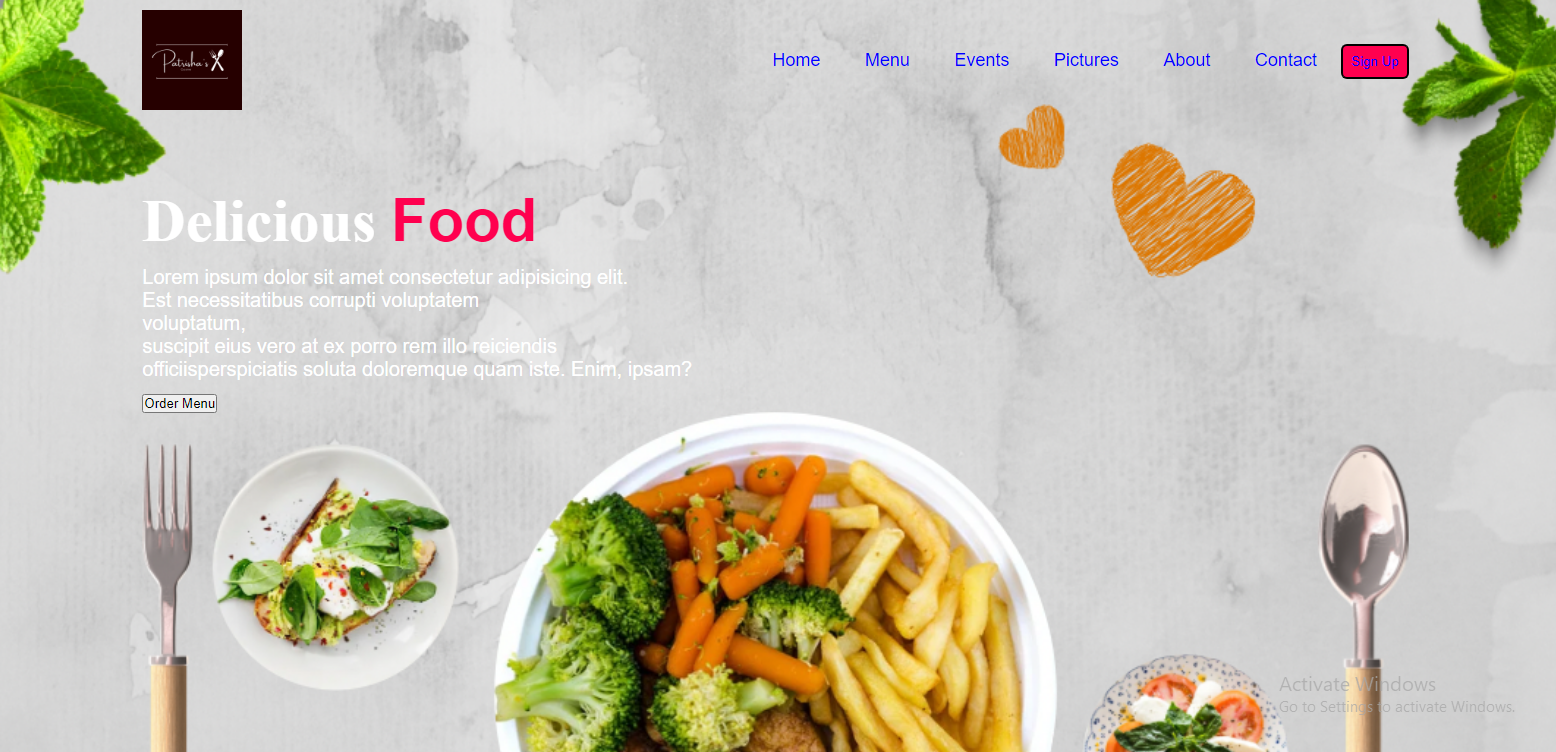 Patrisha's
Home Menu Events Pictures About Contact Sign Up
Delicious Food
Lorem ipsum dolor sit amet consectetur adipisicing elit.
Est necessitatibus corrupti voluptatem
voluptatum,
suscipit eius vero at ex porro rem illo reiciendis
officiisperspiciatis soluta doloremque quam iste. Enim, ipsam?
Order Menu
Activate Windows
Go to Settings to activate Windows.